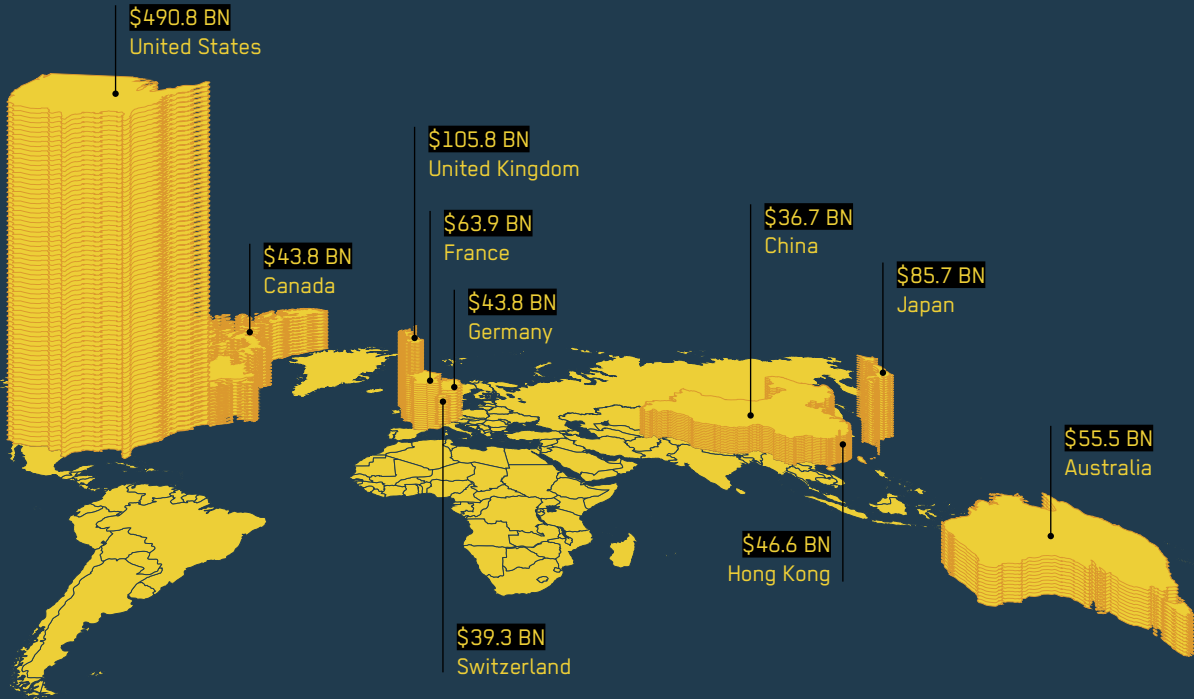 $490.8 BN
United States
$105.8 BN
United Kingdom
$63.9 BN
France
$36.7 BN
China
$43.8 BN
Canada
$85.7 BN
Japan
$43.8 BN
Germany
$55.5 BN
Australia
$46.6 BN
Hong Kong
$39.3 BN
Switzerland